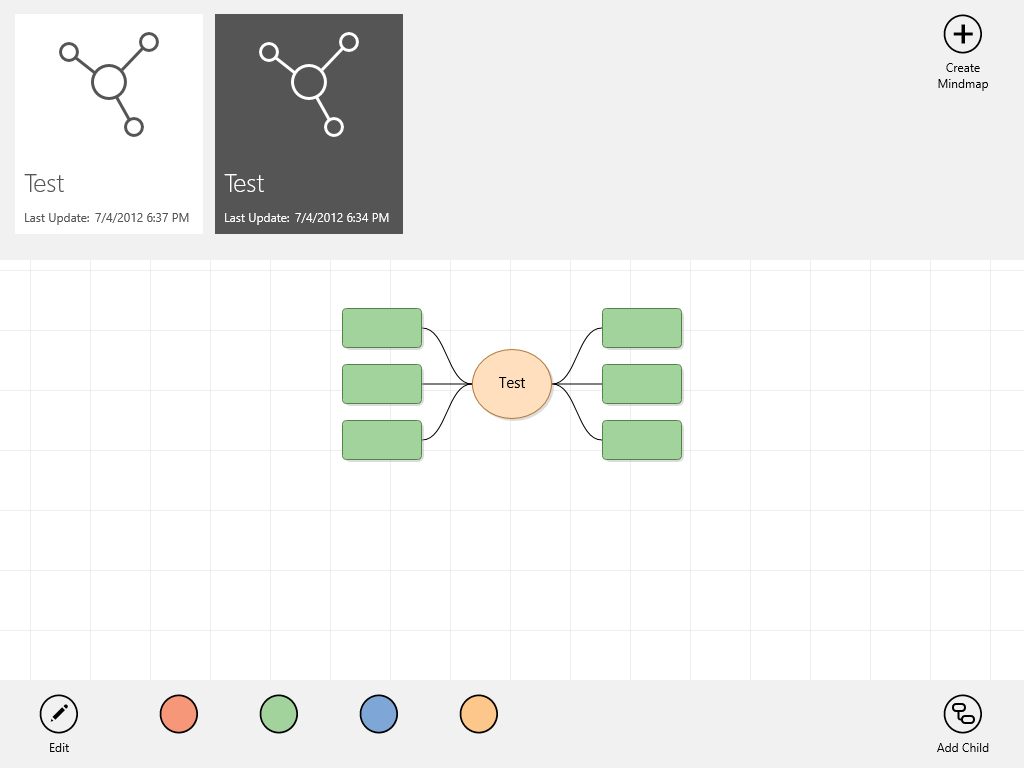 Test
Last Update: 7/4/2012 6:37 PM
Test
Last Update: 7/4/2012 6:34 PM
Create
Mindmap
Test
Edit
Add Child